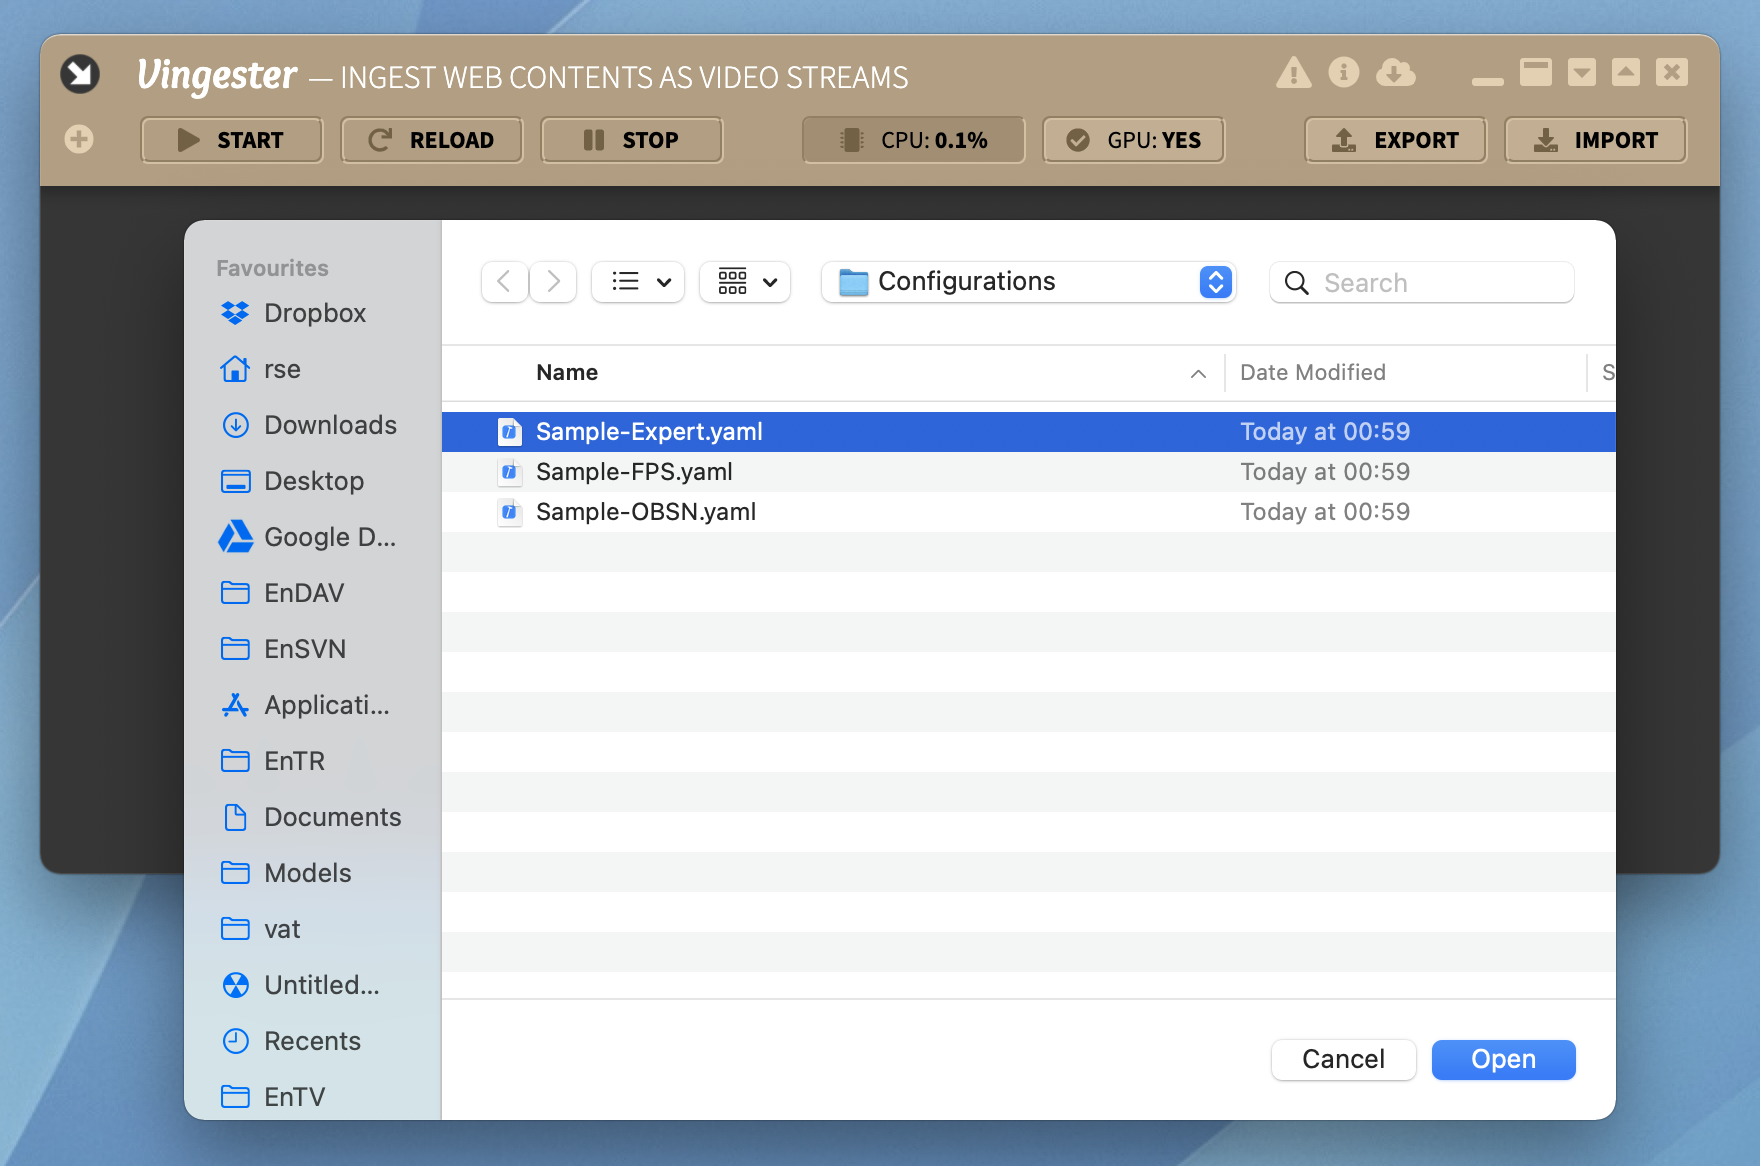 Vingester — INGEST WEB CONTENTS AS VIDEO STREAMS
START RELOAD STOP CPU: 0.1% GPU: YES EXPORT IMPORT
Favourites
Dropbox
rse
Downloads
Desktop
Google D...
EnDAV
EnSVN
Applicati...
EnTR
Documents
Models
vat
Untitled...
Recents
EnTV
Configurations
Search
Name Date Modified S
Sample-Expert.yaml Today at 00:59
Sample-FPS.yaml Today at 00:59
Sample-OBSN.yaml Today at 00:59
Cancel Open